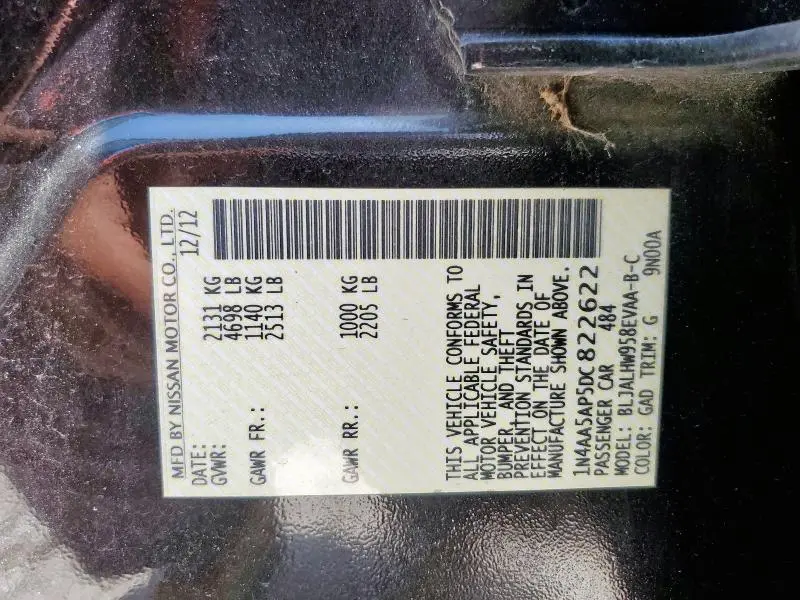 MFD BY NISSAN MOTOR CO., LTD.
DATE: 12/12
GVWR: 2131 KG
4698 LB
GAWR FR.: 1140 KG
2513 LB
GAWR RR.: 1000 KG
2205 LB
THIS VEHICLE CONFORMS TO
ALL APPLICABLE FEDERAL
MOTOR VEHICLE SAFETY,
BUMPER, AND THEFT
PREVENTION STANDARDS IN
EFFECT ON THE DATE OF
MANUFACTURE SHOWN ABOVE.
1N4AA5AP5DC822622
PASSENGER CAR 484
MODEL: BLJALHW958EVAA-B-C
COLOR: GAD TRIM: G 9N00A